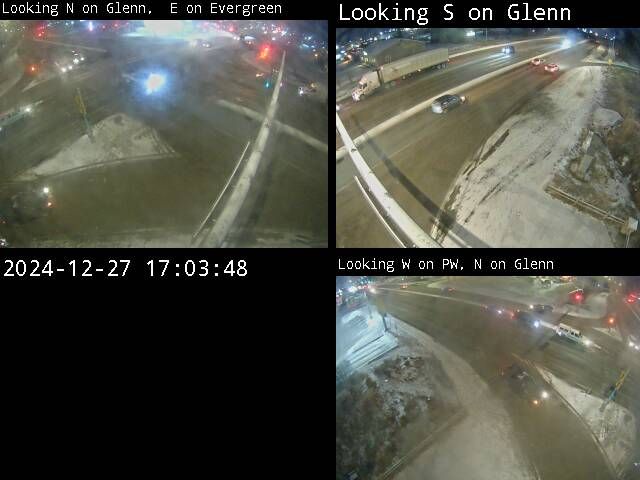 Looking N on Glenn,  E on Evergreen
Looking S on Glenn
2024-12-27 17:03:48
Looking W on PW, N on Glenn